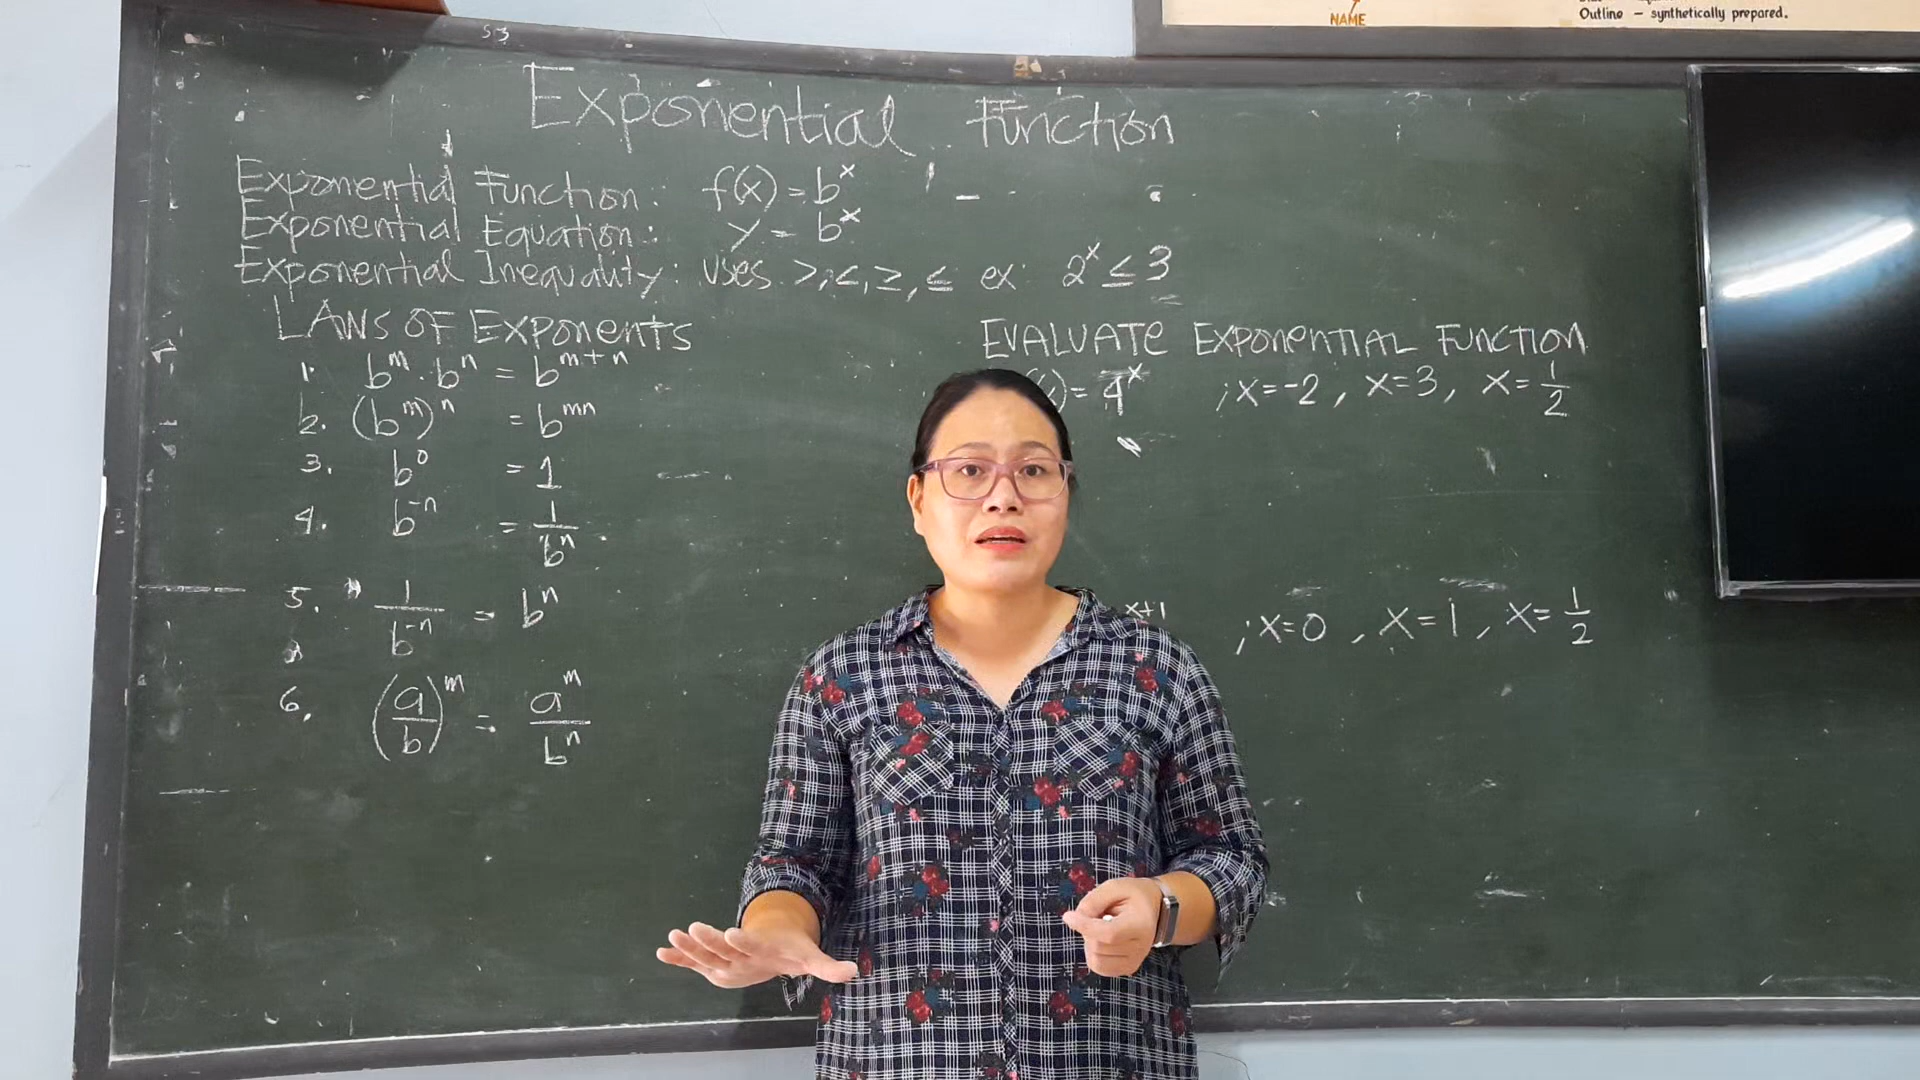 NAME
Outline – synthetically prepared.
53
Exponential Function
Exponential Function: f(x) = b^x
Exponential Equation: y = b^x
Exponential Inequality: uses >, <, ≥, ≤ ex: 2^x ≤ 3
LAWS OF EXPONENTS
1. b^m · b^n = b^(m+n)
2. (b^m)^n = b^(mn)
3. b^0 = 1
4. b^-n = 1/b^n
5. 1/b^-n = b^n
6. (a/b)^m = a^m/b^n
EVALUATE EXPONENTIAL FUNCTION
) = 4^x ; x=-2, x=3, x=1/2
x+1 ; x=0, x=1, x=1/2